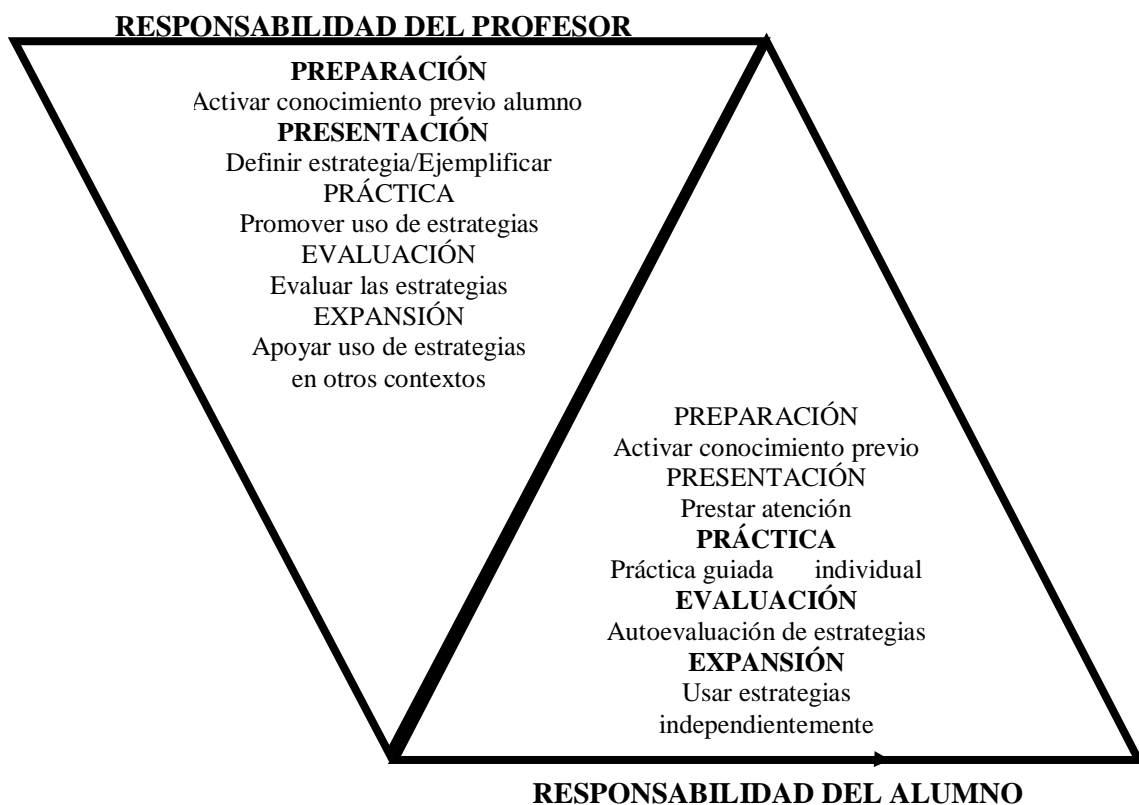 RESPONSABILIDAD DEL PROFESOR
PREPARACIÓN
Activar conocimiento previo alumno
PRESENTACIÓN
Definir estrategia/Ejemplificar
PRÁCTICA
Promover uso de estrategias
EVALUACIÓN
Evaluar las estrategias
EXPANSIÓN
Apoyar uso de estrategias
en otros contextos
PREPARACIÓN
Activar conocimiento previo
PRESENTACIÓN
Prestar atención
PRÁCTICA
Práctica guiada individual
EVALUACIÓN
Autoevaluación de estrategias
EXPANSIÓN
Usar estrategias
independientemente
RESPONSABILIDAD DEL ALUMNO